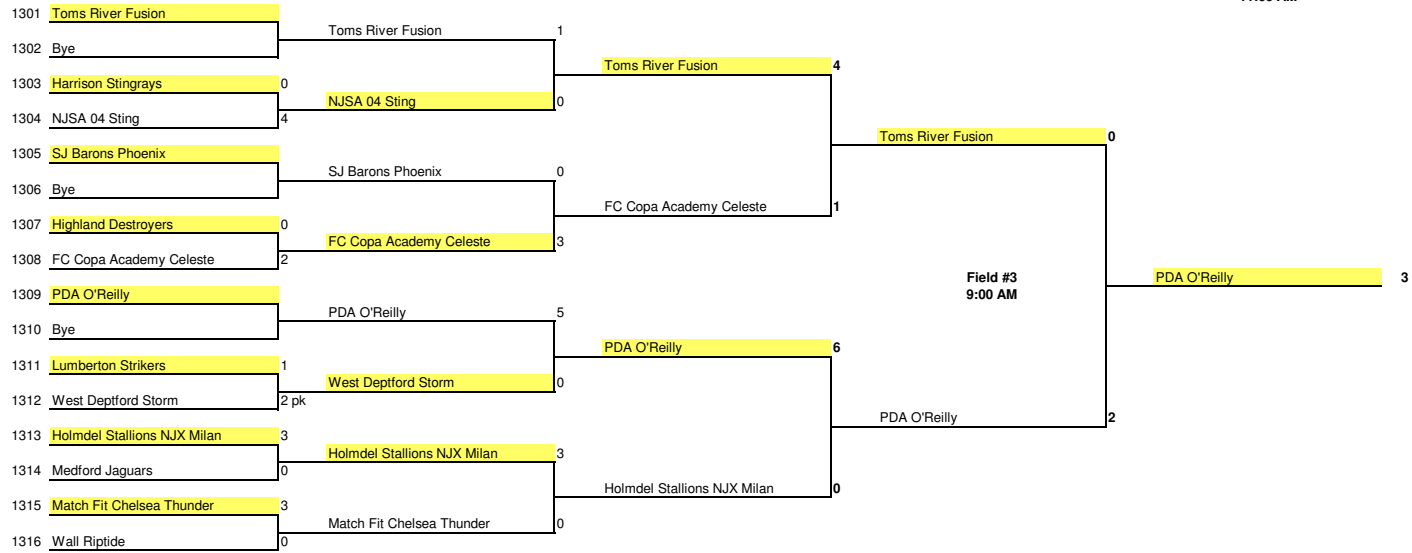 1301 Toms River Fusion
Toms River Fusion 1
1302 Bye
Toms River Fusion 4
1303 Harrison Stingrays 0
NJSA 04 Sting 0
1304 NJSA 04 Sting 4
Toms River Fusion 0
1305 SJ Barons Phoenix
SJ Barons Phoenix 0
1306 Bye
FC Copa Academy Celeste 1
1307 Highland Destroyers 0
FC Copa Academy Celeste 3
1308 FC Copa Academy Celeste 2
Field #3
9:00 AM
PDA O'Reilly 3
1309 PDA O'Reilly
PDA O'Reilly 5
1310 Bye
PDA O'Reilly 6
1311 Lumberton Strikers 1
West Deptford Storm 0
1312 West Deptford Storm 2 pk
PDA O'Reilly 2
1313 Holmdel Stallions NJX Milan 3
Holmdel Stallions NJX Milan 3
1314 Medford Jaguars 0
Holmdel Stallions NJX Milan 0
1315 Match Fit Chelsea Thunder 3
Match Fit Chelsea Thunder 0
1316 Wall Riptide 0